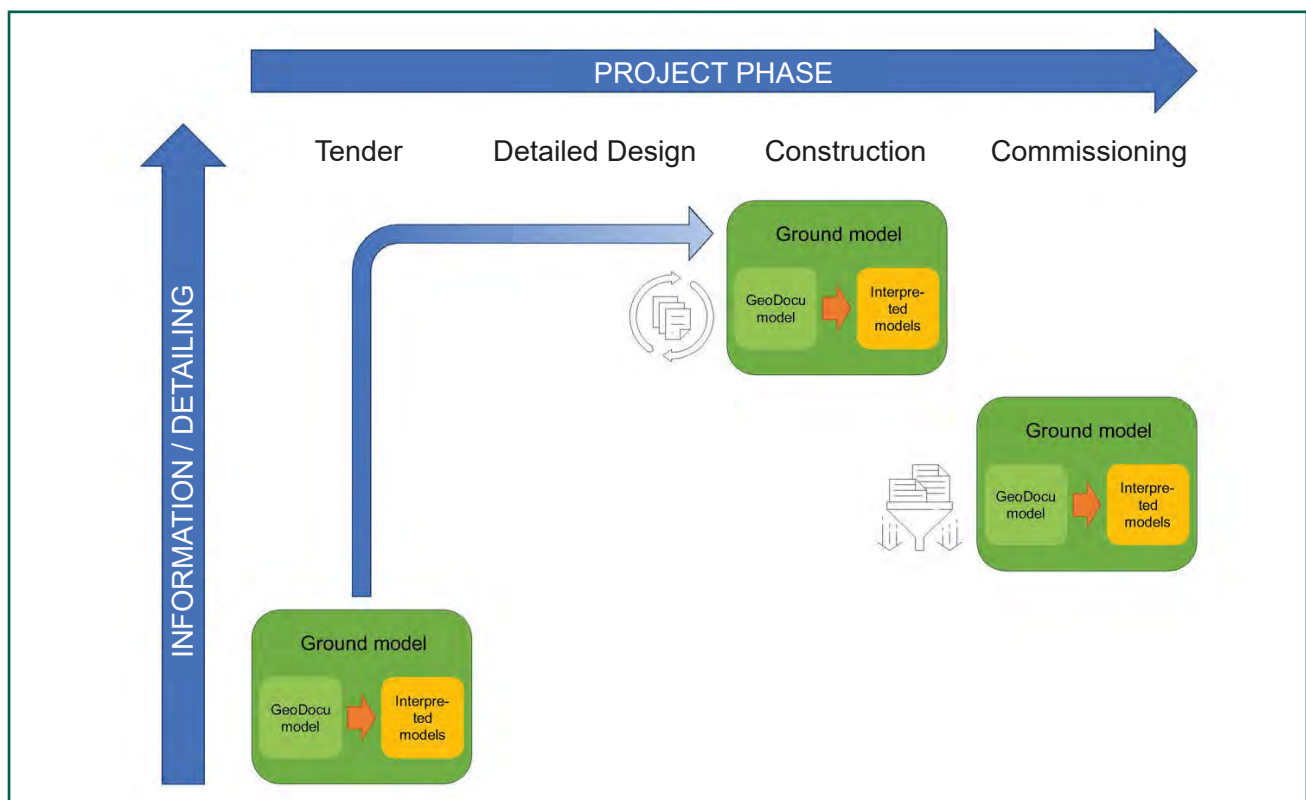 PROJECT PHASE
Tender
Detailed Design
Construction
Commissioning
INFORMATION / DETAILING
Ground model
GeoDocu
model
Interpre-
ted
models
Ground model
GeoDocu
model
Interpre-
ted
models
Ground model
GeoDocu
model
Interpre-
ted
models